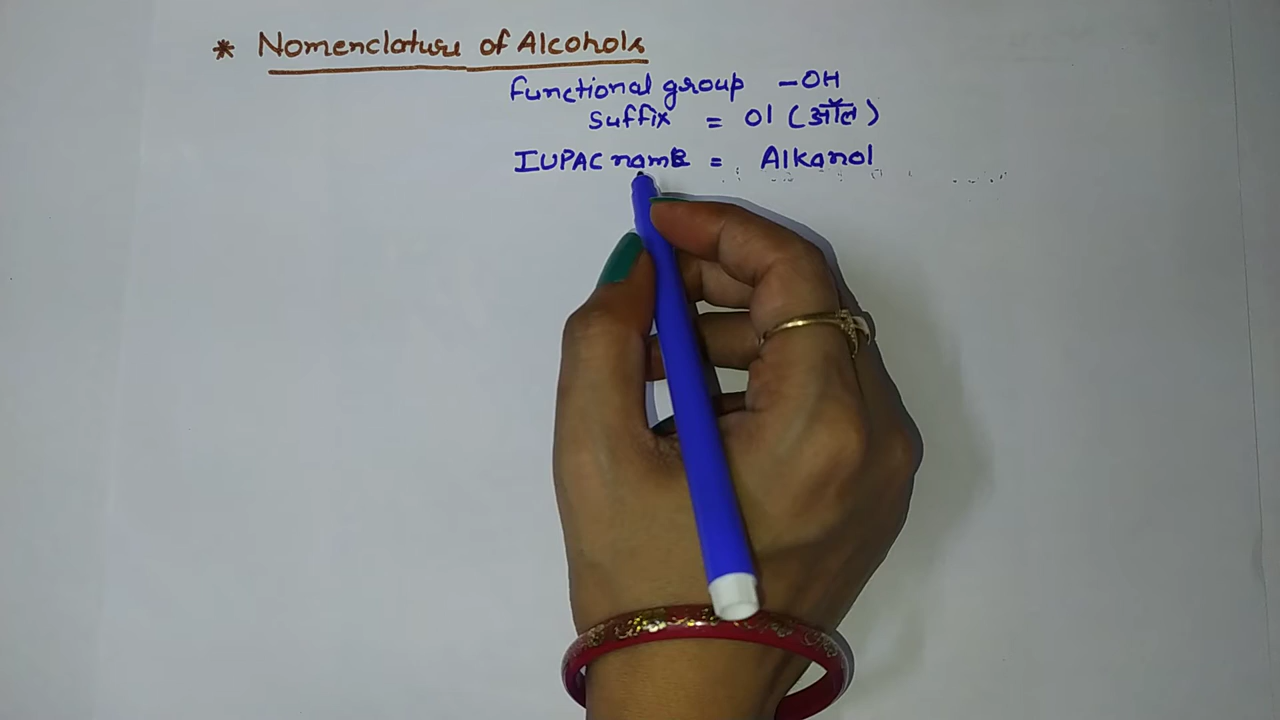 * Nomenclature of Alcohols
Functional group -OH
Suffix = ol (ऑल)
IUPAC name = Alkanol